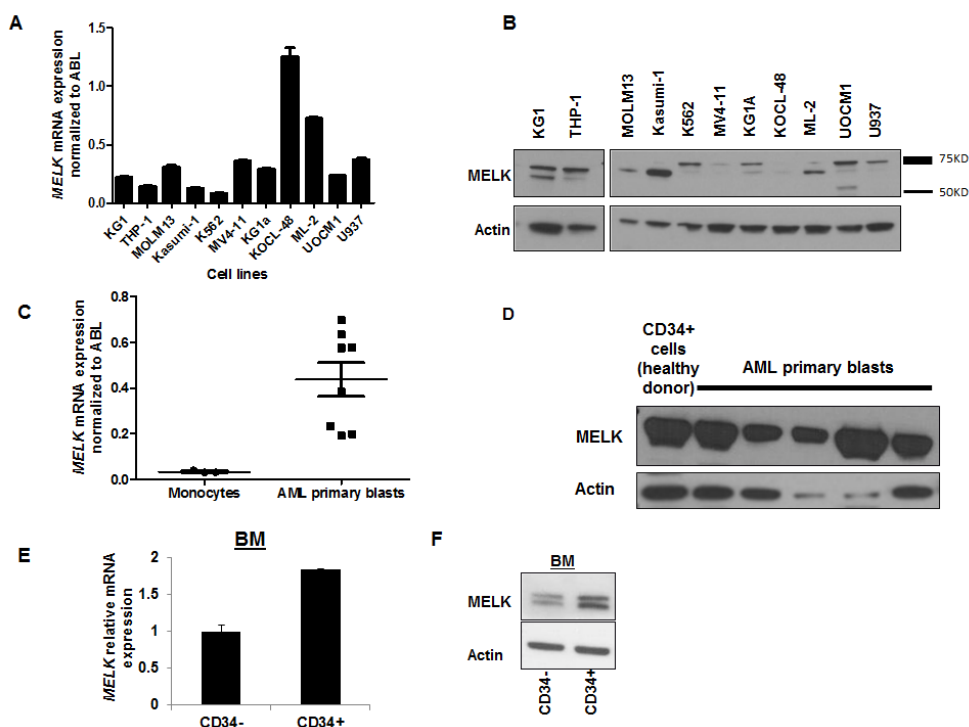 A
MELK mRNA expression
normalized to ABL
1.5
1.0
0.5
0.0
KG1
THP-1
MOLM13
Kasumi-1
K562
MV4-11
KG1a
KOCL-48
ML-2
UOCM1
U937
Cell lines
B
KG1
THP-1
MOLM13
Kasumi-1
K562
MV4-11
KG1A
KOCL-48
ML-2
UOCM1
U937
MELK
75KD
50KD
Actin
C
MELK mRNA expression
normalized to ABL
0.8
0.6
0.4
0.2
0.0
Monocytes
AML primary blasts
D
CD34+
cells
(healthy
donor)
AML primary blasts
MELK
Actin
E
BM
MELK relative mRNA
expression
2
1.5
1
0.5
0
CD34-
CD34+
F
BM
MELK
Actin
CD34-
CD34+